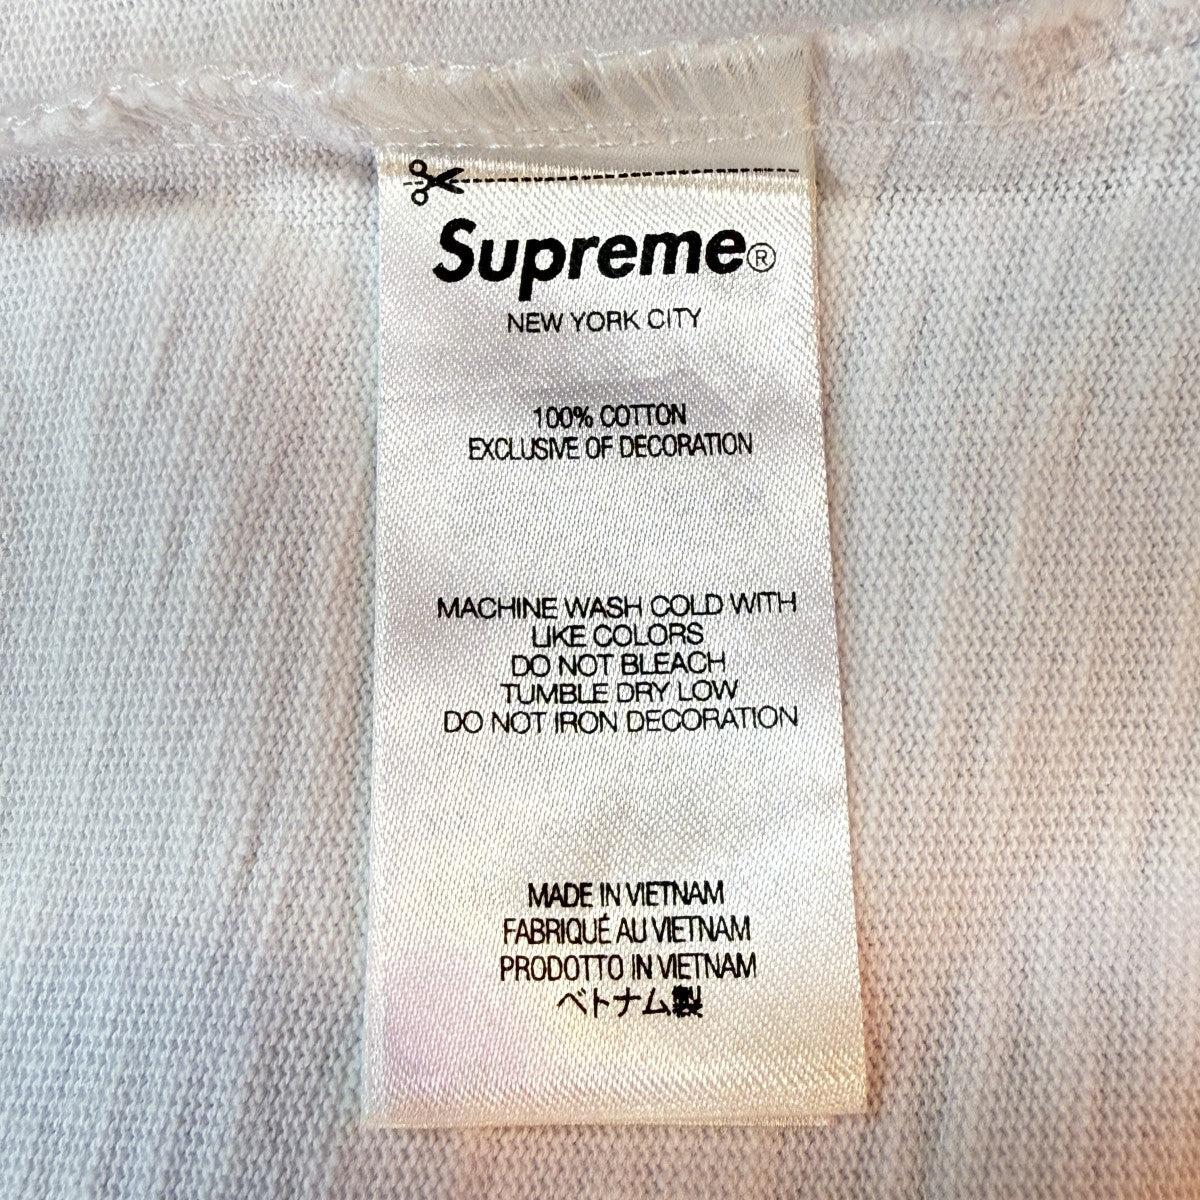 Supreme®
NEW YORK CITY
100% COTTON
EXCLUSIVE OF DECORATION
MACHINE WASH COLD WITH
LIKE COLORS
DO NOT BLEACH
TUMBLE DRY LOW
DO NOT IRON DECORATION
MADE IN VIETNAM
FABRIQUÉ AU VIETNAM
PRODOTTO IN VIETNAM
ベトナム製